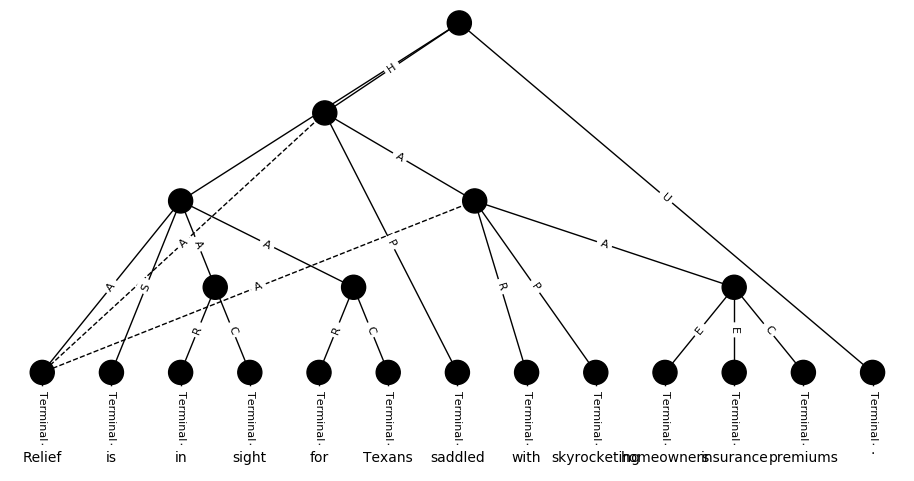 H
A
U
A
A
A
P
A
A
S
A
R
P
R
C
R
C
E
E
C
Terminal Terminal Terminal Terminal Terminal Terminal Terminal Terminal Terminal Terminal Terminal Terminal Terminal
Relief is in sight for Texans saddled with skyrocketing homeowners insurance premiums .